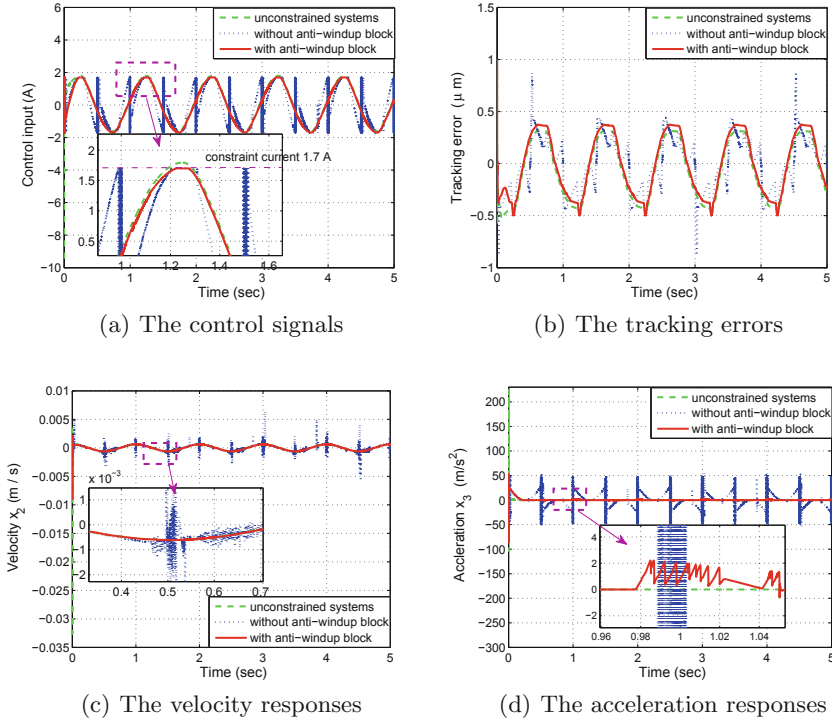 6
4
2
0
−2
−4
−6
−8
−10
Control input (A)
unconstrained systems
without anti-windup block
with anti-windup block
constraint current 1.7 A
2
1.5
1
0.5
1 1.2 1.4 1.6
0 1 2 3 4 5
Time (sec)
(a) The control signals
1.5
1
0.5
0
−0.5
−1
Tracking error (μ m)
unconstrained systems
without anti-windup block
with anti-windup block
0 1 2 3 4 5
Time (sec)
(b) The tracking errors
0.01
0.005
0
−0.005
−0.01
−0.015
−0.02
−0.025
−0.03
−0.035
Velocity x2 (m / s)
x 10−3
1
0
−1
−2
0.4 0.5 0.6 0.7
unconstrained systems
without anti-windup block
with anti-windup block
0 1 2 3 4 5
Time (sec)
(c) The velocity responses
200
150
100
50
0
−50
−100
−150
−200
−250
−300
Accleration x3 (m/s2)
unconstrained systems
without anti-windup block
with anti-windup block
4
2
0
−2
0.96 0.98 1 1.02 1.04
0 1 2 3 4 5
Time (sec)
(d) The acceleration responses